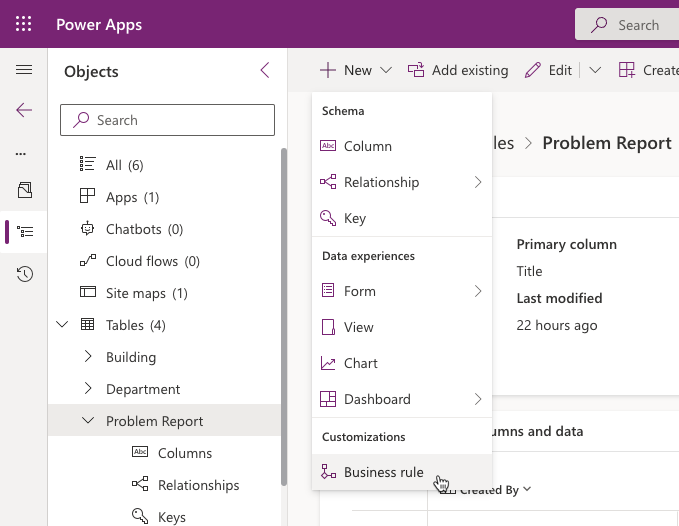 Power Apps
Search
Objects
New
Add existing
Edit
Search
All (6)
Apps (1)
Chatbots (0)
Cloud flows (0)
Site maps (1)
Tables (4)
Building
Department
Problem Report
Abc Columns
Relationships
Keys
Schema
Abc Column
Relationship
Key
Data experiences
Form
View
Chart
Dashboard
Customizations
Business rule
Problem Report
Primary column
Title
Last modified
22 hours ago
and data
Created By